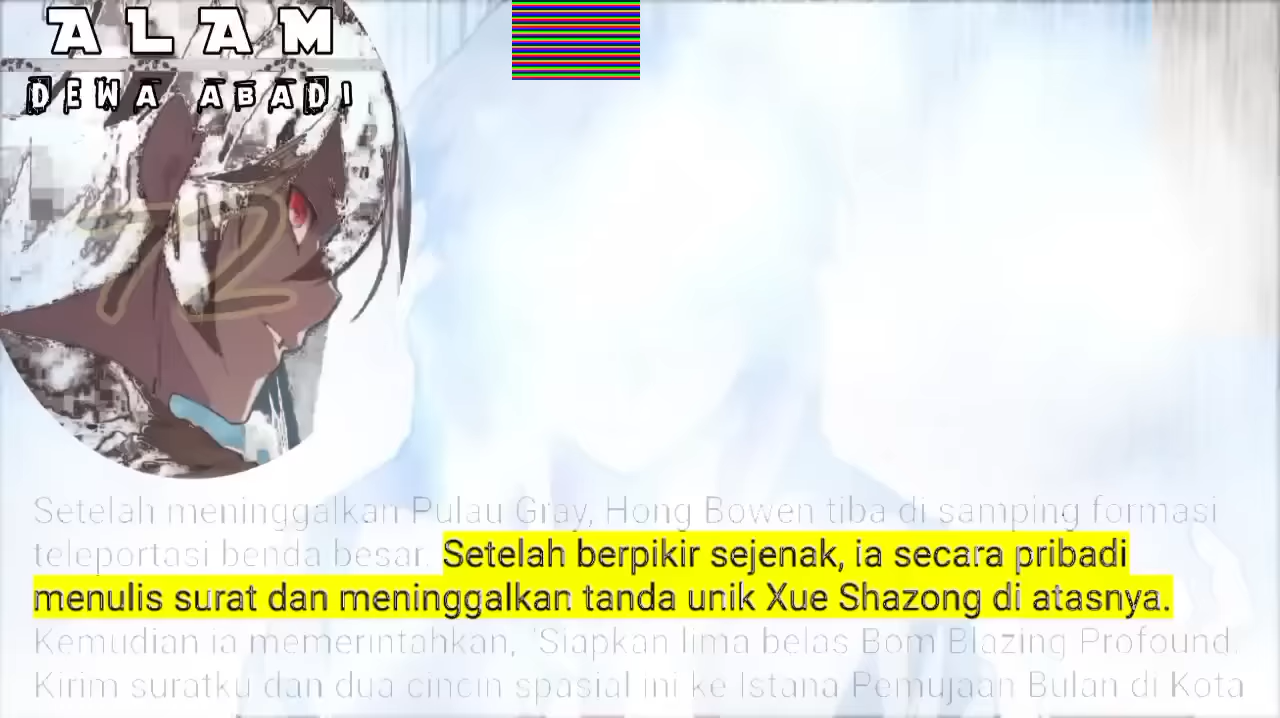 ALAM
DEWA ABADI
72
Setelah meninggalkan Pulau Gray, Hong Bowen tiba di samping formasi
teleportasi benda besar. Setelah berpikir sejenak, ia secara pribadi
menulis surat dan meninggalkan tanda unik Xue Shazong di atasnya.
Kemudian ia memerintahkan, 'Siapkan lima belas Bom Blazing Profound.
Kirim suratku dan dua cincin spasial ini ke Istana Pemujaan Bulan di Kota